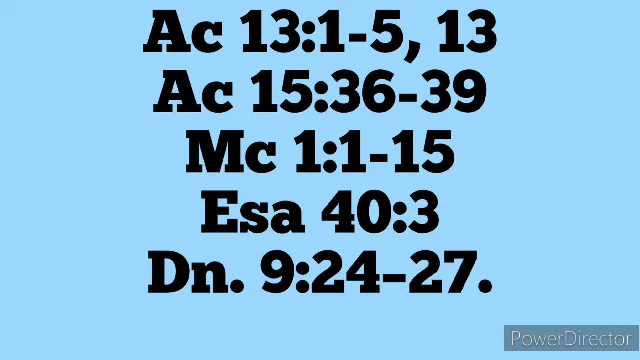 Ac 13:1-5, 13
Ac 15:36-39
Mc 1:1-15
Esa 40:3
Dn. 9:24–27.
PowerDirector